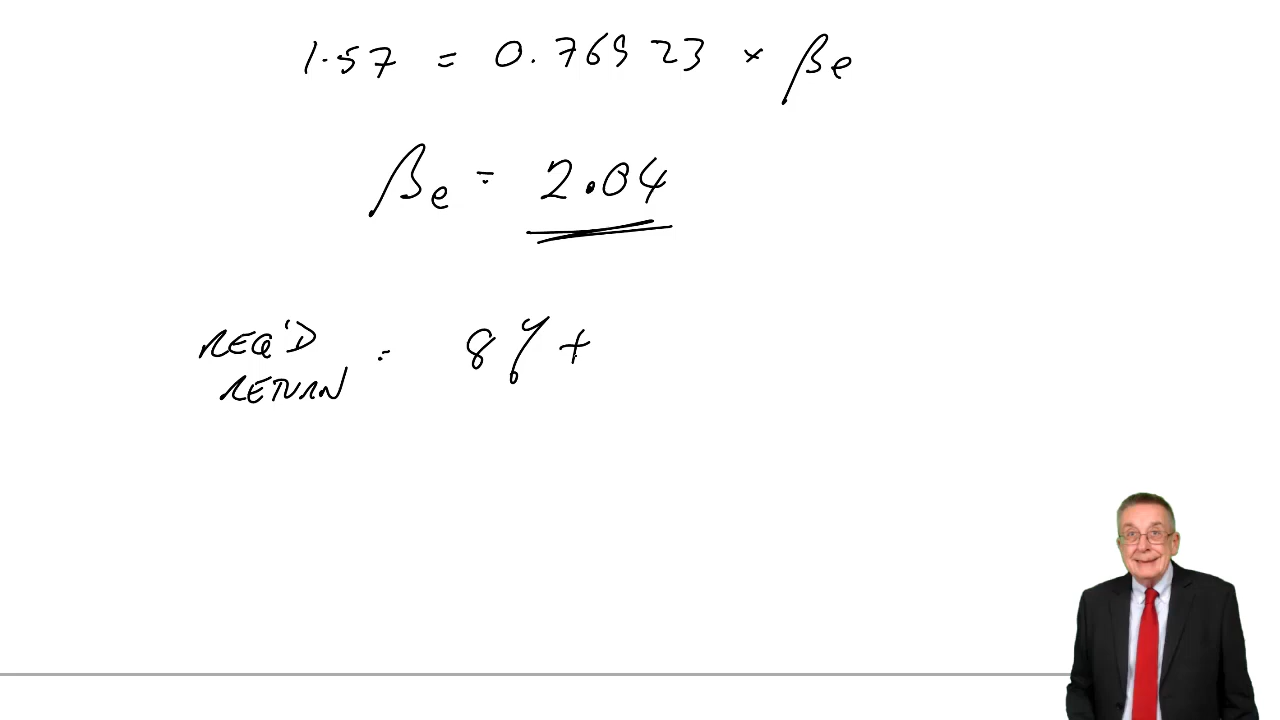 1.57 = 0.76923 × βe
βe = 2.04
REQ'D = 8% +
RETURN